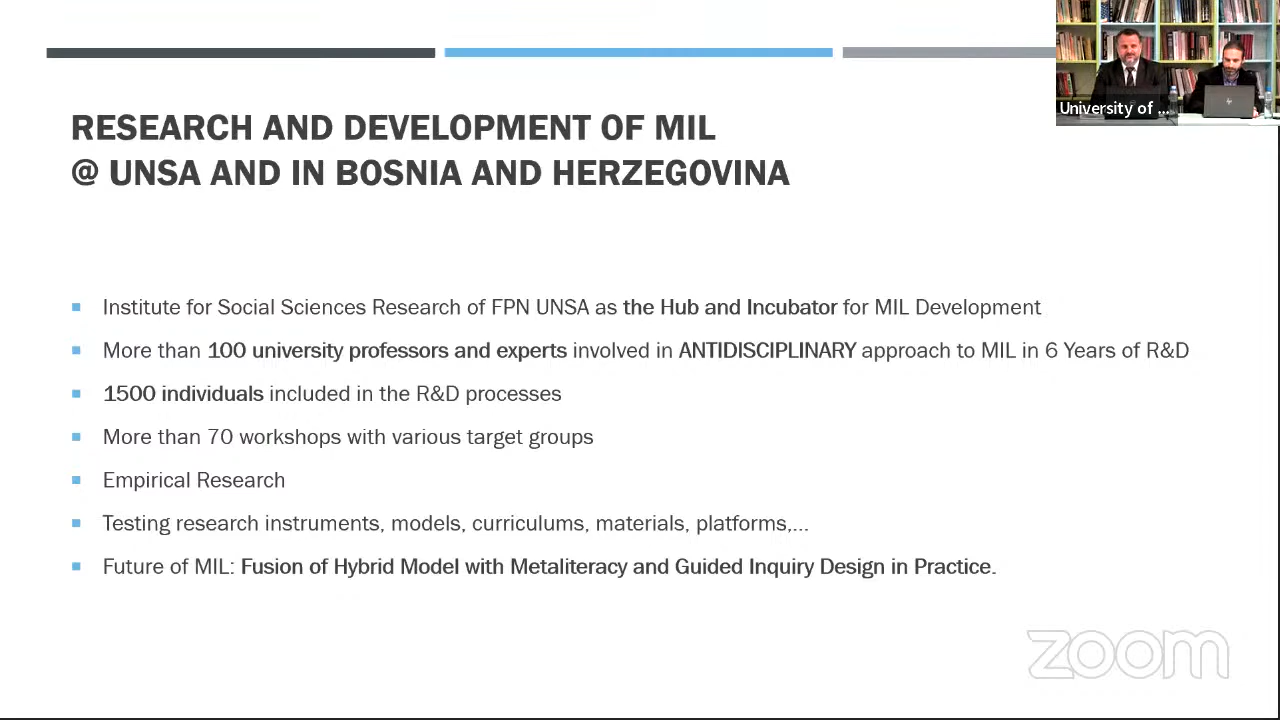 University of ...
RESEARCH AND DEVELOPMENT OF MIL
@ UNSA AND IN BOSNIA AND HERZEGOVINA
Institute for Social Sciences Research of FPN UNSA as the Hub and Incubator for MIL Development
More than 100 university professors and experts involved in ANTIDISCIPLINARY approach to MIL in 6 Years of R&D
1500 individuals included in the R&D processes
More than 70 workshops with various target groups
Empirical Research
Testing research instruments, models, curriculums, materials, platforms,...
Future of MIL: Fusion of Hybrid Model with Metaliteracy and Guided Inquiry Design in Practice.
zoom